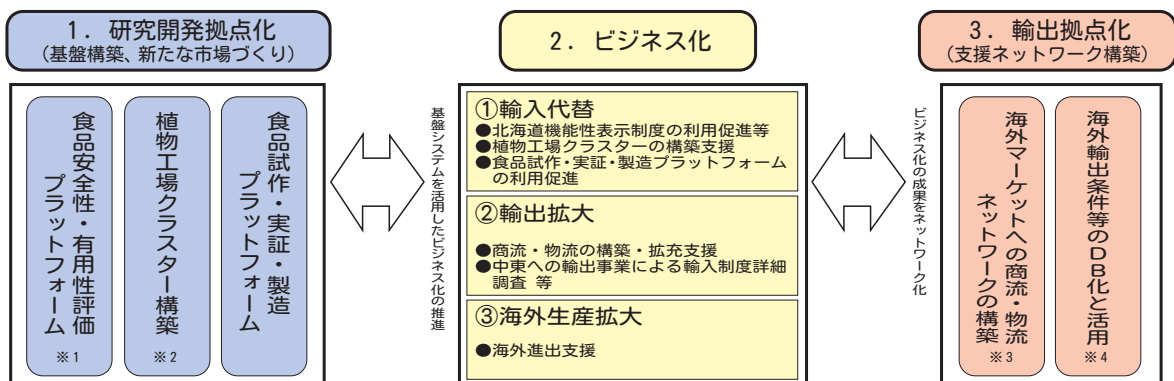 1. 研究開発拠点化
(基盤構築、新たな市場づくり)
食品安全性・有用性評価
プラットフォーム
※1
植物工場クラスター構築
※2
食品試作・実証・製造
プラットフォーム
基盤システムを活用したビジネス化の推進
2. ビジネス化
①輸入代替
●北海道機能性表示制度の利用促進等
●植物工場クラスターの構築支援
●食品試作・実証・製造プラットフォーム
の利用促進
②輸出拡大
●商流・物流の構築・拡充支援
●中東への輸出事業による輸入制度詳細
調査 等
③海外生産拡大
●海外進出支援
ビジネス化の成果をネットワーク化
3. 輸出拠点化
(支援ネットワーク構築)
海外マーケットへの商流・物流
ネットワークの構築
※3
海外輸出条件等のDB化と活用
※4